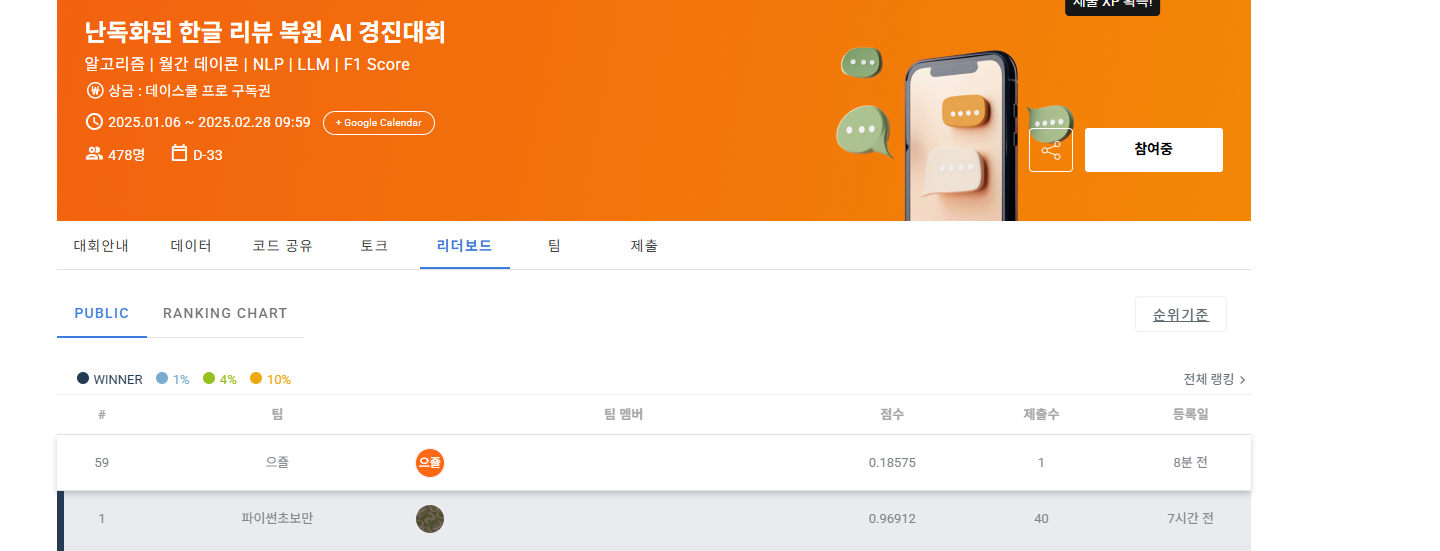 제출 XP 획득!
난독화된 한글 리뷰 복원 AI 경진대회
알고리즘 | 월간 데이콘 | NLP | LLM | F1 Score
상금 : 데이스쿨 프로 구독권
2025.01.06 ~ 2025.02.28 09:59 + Google Calendar
478명 D-33
참여중
대회안내 데이터 코드 공유 토크 리더보드 팀 제출
PUBLIC RANKING CHART 순위기준
WINNER 1% 4% 10% 전체 랭킹 >
# 팀 팀 멤버 점수 제출수 등록일
59 으쫄 으쫄 0.18575 1 8분 전
1 파이썬초보만 0.96912 40 7시간 전